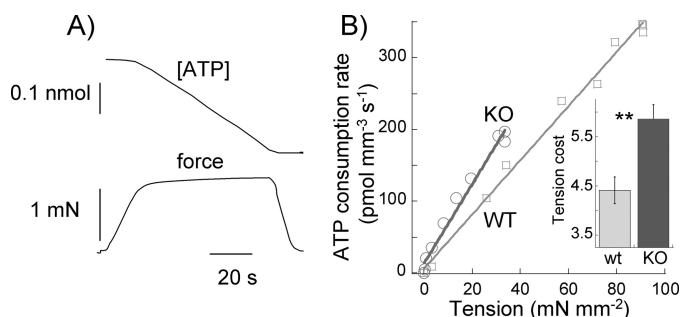 A)
[ATP]
0.1 nmol
force
1 mN
20 s
B)
ATP consumption rate
(pmol mm⁻³ s⁻¹)
300
200
100
0
KO
WT
0 20 40 60 80 100
Tension (mN mm⁻²)
**
Tension cost
5.5
4.5
3.5
wt KO